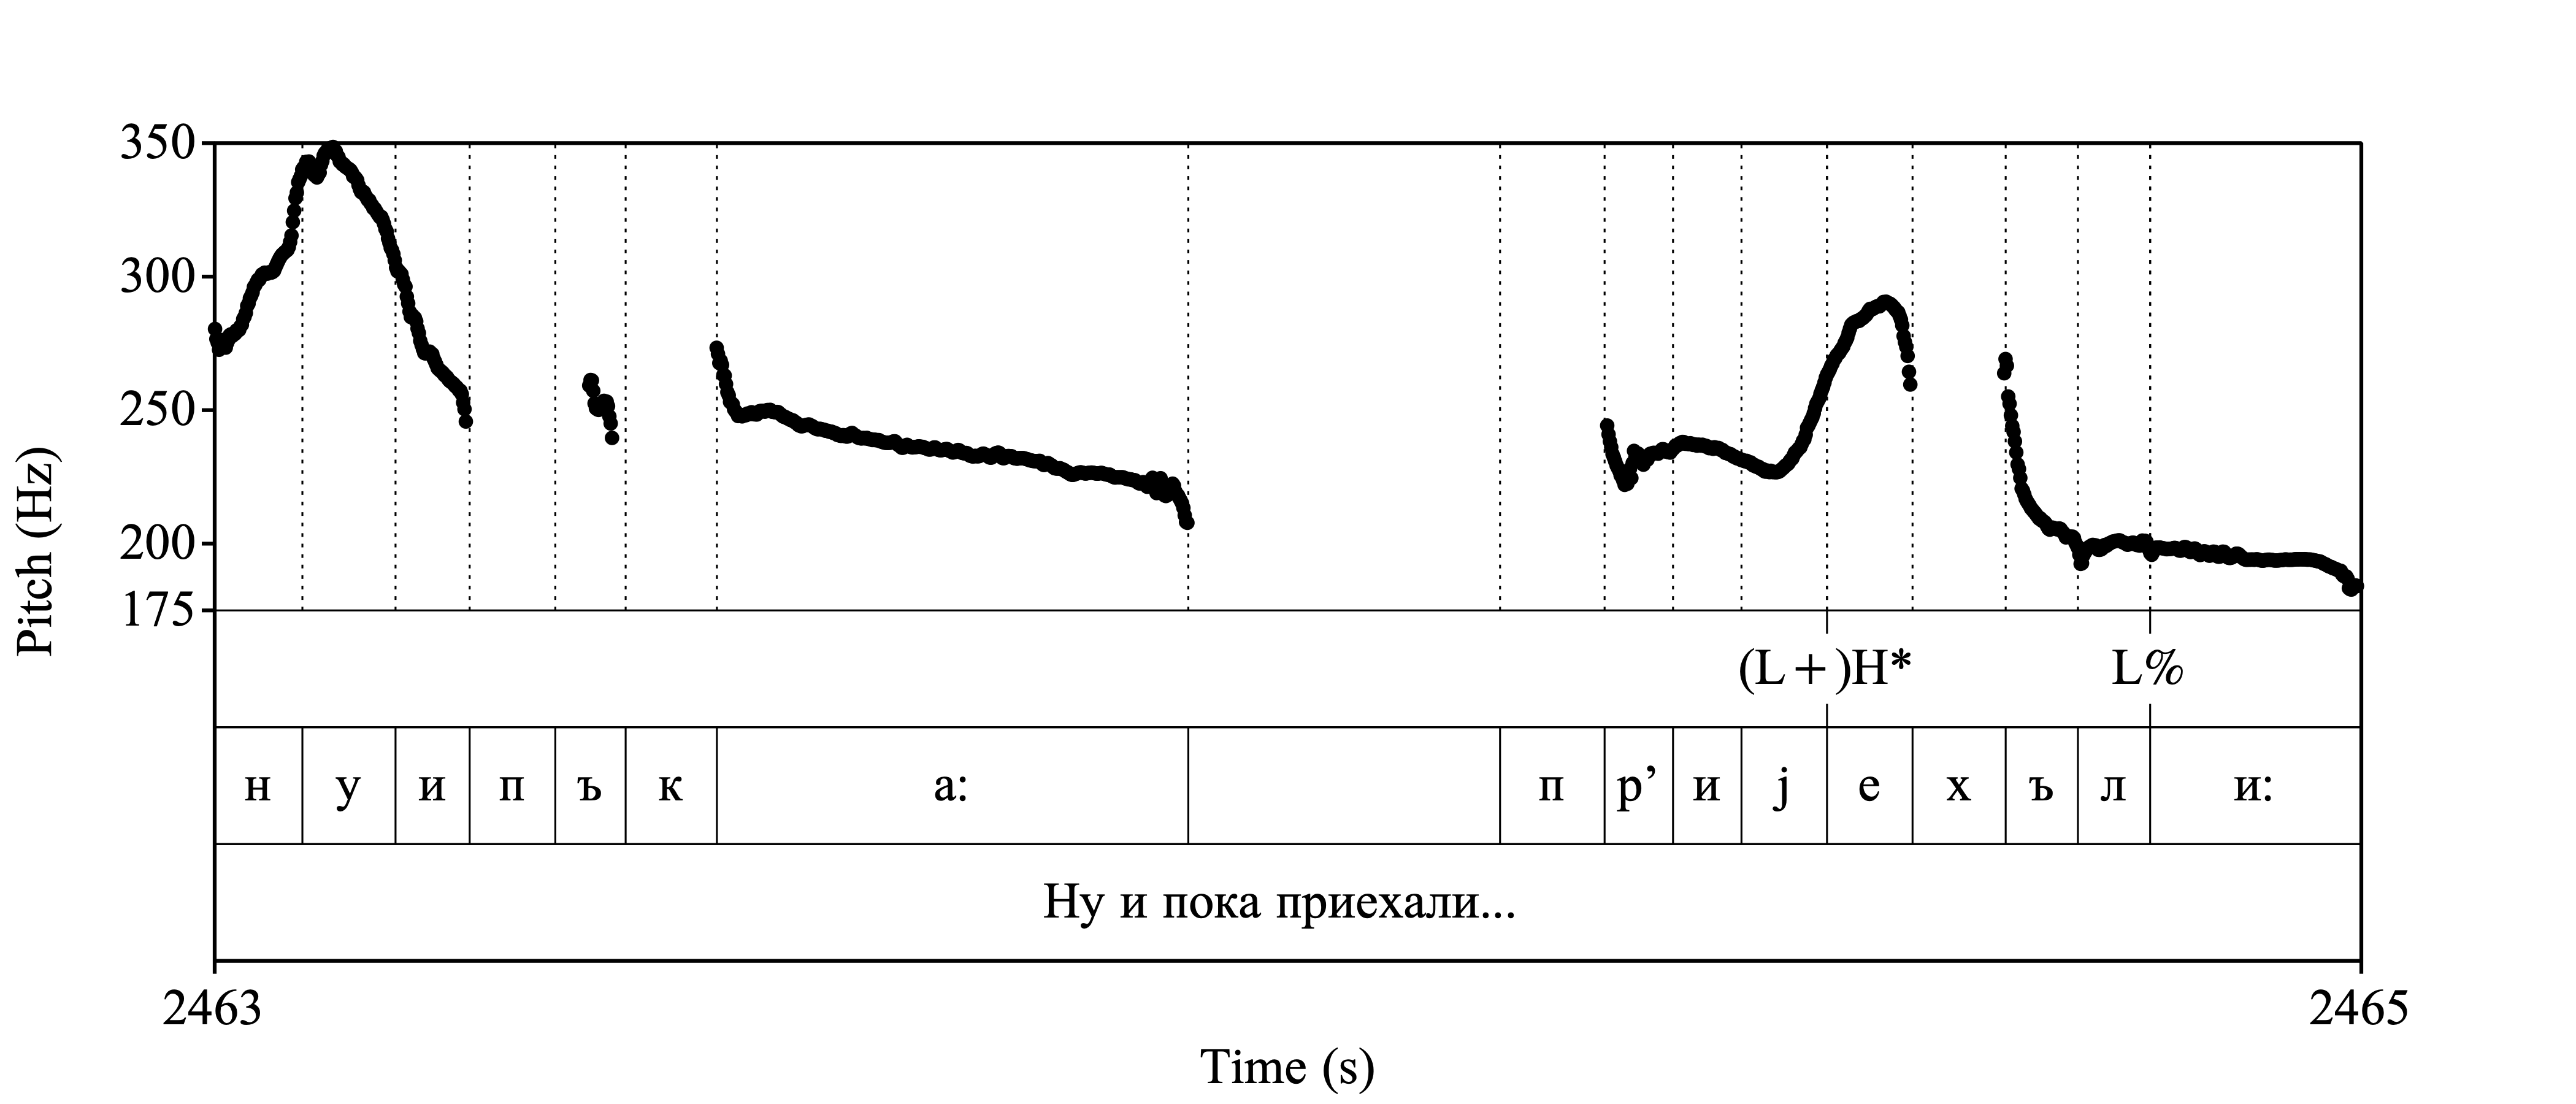 350
300
250
200
175
Pitch (Hz)
(L+)H* L%
н у и п ъ к а: п р’ и j е х ъ л и:
Ну и пока приехали...
2463 2465
Time (s)